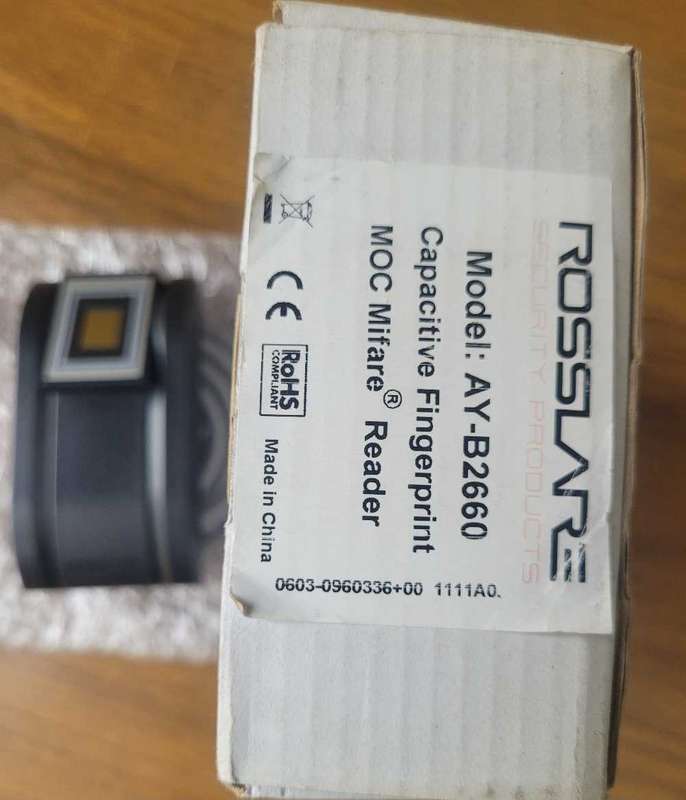 ROSSLARE
SECURITY PRODUCTS
Model: AY-B2660
Capacitive Fingerprint
MOC Mifare® Reader
CE
RoHS
COMPLIANT
Made in China
0603-0960336+00 1111A0.